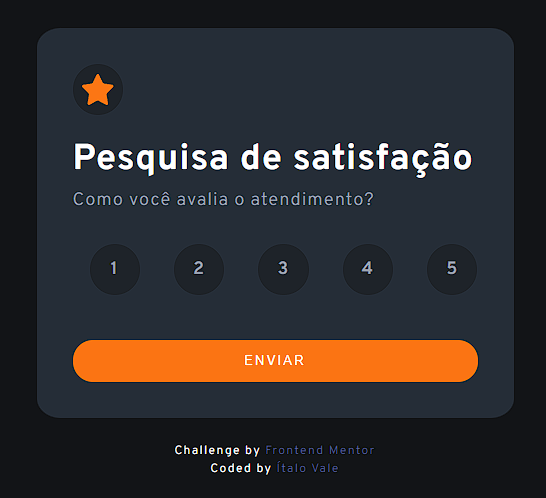 Pesquisa de satisfação
Como você avalia o atendimento?
1 2 3 4 5
ENVIAR
Challenge by Frontend Mentor
Coded by Ítalo Vale